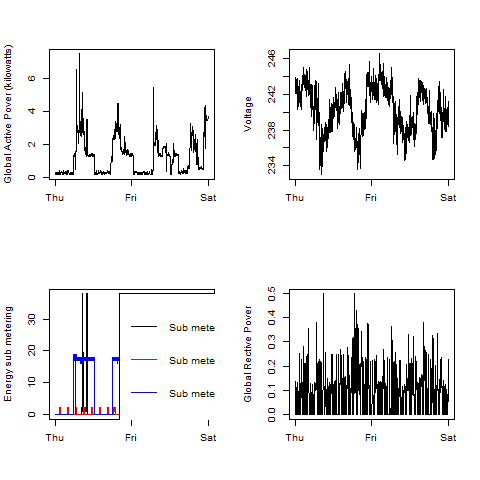 Global Active Power (kilowatts)
0 2 4 6
Thu Fri Sat
Voltage
234 238 242 246
Thu Fri Sat
Energy sub metering
0 10 20 30
Sub mete
Sub mete
Sub mete
Thu Fri Sat
Global Rective Power
0.0 0.1 0.2 0.3 0.4 0.5
Thu Fri Sat